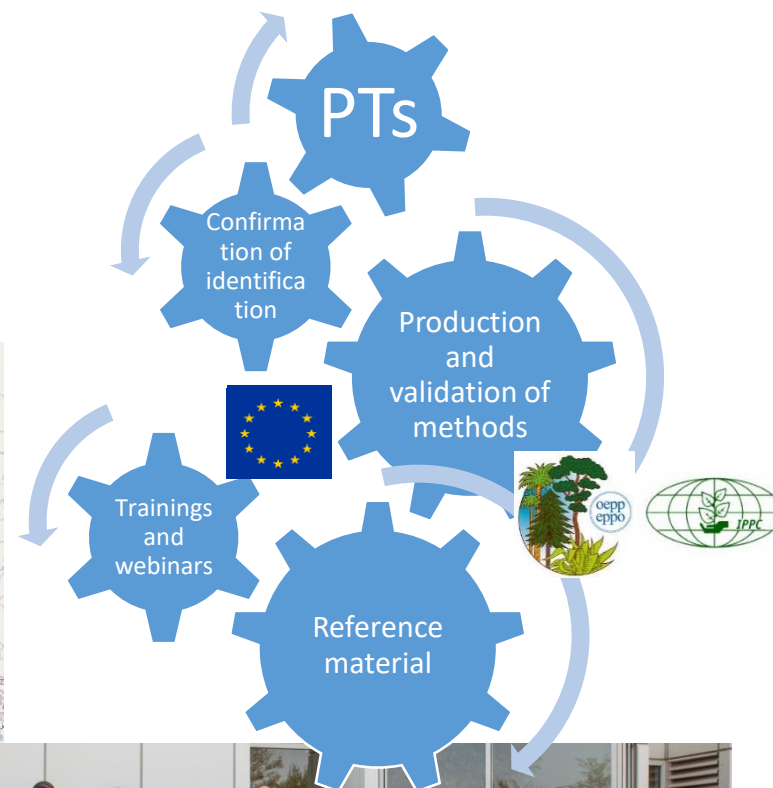 PTs
Confirma
tion of
identifica
tion
Production
and
validation of
methods
oepp
eppo
IPPC
Trainings
and
webinars
Reference
material